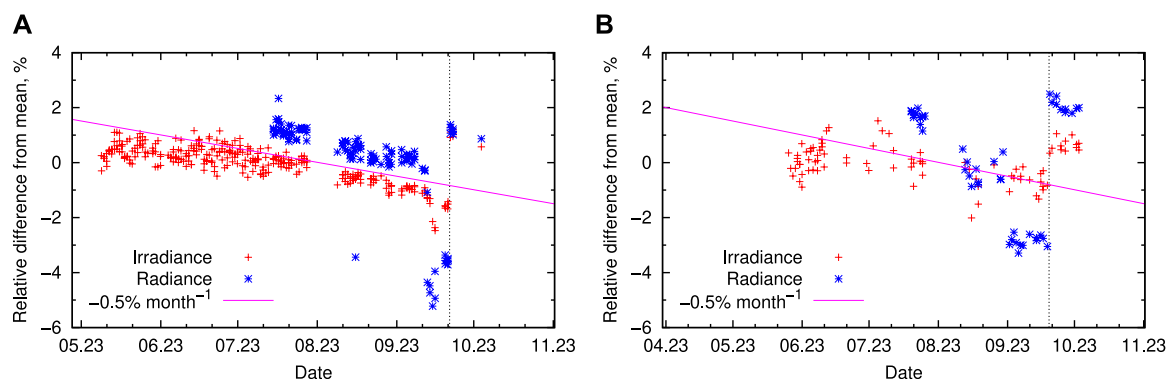 A
Relative difference from mean, %
4
2
0
−2
−4
−6
Irradiance
Radiance
−0.5% month⁻¹
05.23 06.23 07.23 08.23 09.23 10.23 11.23
Date
B
Relative difference from mean, %
4
2
0
−2
−4
−6
Irradiance
Radiance
−0.5% month⁻¹
04.23 05.23 06.23 07.23 08.23 09.23 10.23 11.23
Date